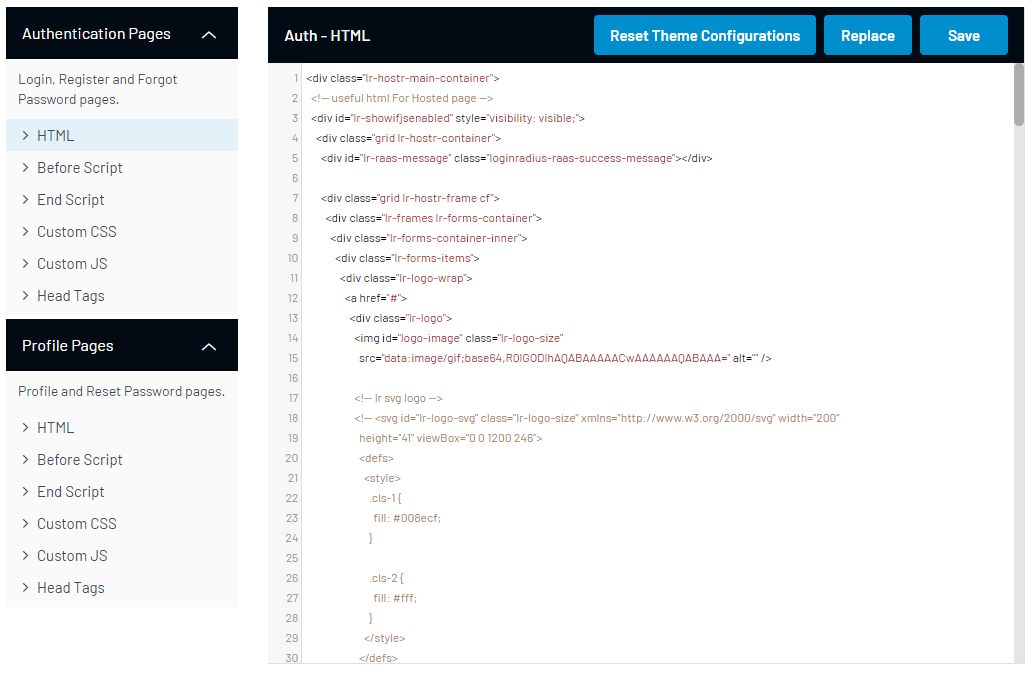 Authentication Pages
Login, Register and Forgot
Password pages.
HTML
Before Script
End Script
Custom CSS
Custom JS
Head Tags
Profile Pages
Profile and Reset Password pages.
HTML
Before Script
End Script
Custom CSS
Custom JS
Head Tags
Auth - HTML
Reset Theme Configurations
Replace
Save
1 <div class="lr-hostr-main-container">
2 <!-- useful html For Hosted page -->
3 <div id="lr-showifjsenabled" style="visibility: visible;">
4 <div class="grid lr-hostr-container">
5 <div id="lr-raas-message" class="loginradius-raas-success-message"></div>
6
7 <div class="grid lr-hostr-frame cf">
8 <div class="lr-frames lr-forms-container">
9 <div class="lr-forms-container-inner">
10 <div class="lr-forms-items">
11 <div class="lr-logo-wrap">
12 <a href="#">
13 <div class="lr-logo">
14 <img id="logo-image" class="lr-logo-size"
15 src="data:image/gif;base64,R0lGODlhAQABAAAAACwAAAAAAQABAAA=" alt="" />
16
17 <!-- lr svg logo -->
18 <!-- <svg id="lr-logo-svg" class="lr-logo-size" xmlns="http://www.w3.org/2000/svg" width="200"
19 height="41" viewBox="0 0 1200 246">
20 <defs>
21 <style>
22 .cls-1 {
23 fill: #008ecf;
24 }
25
26 .cls-2 {
27 fill: #fff;
28 }
29 </style>
30 </defs>